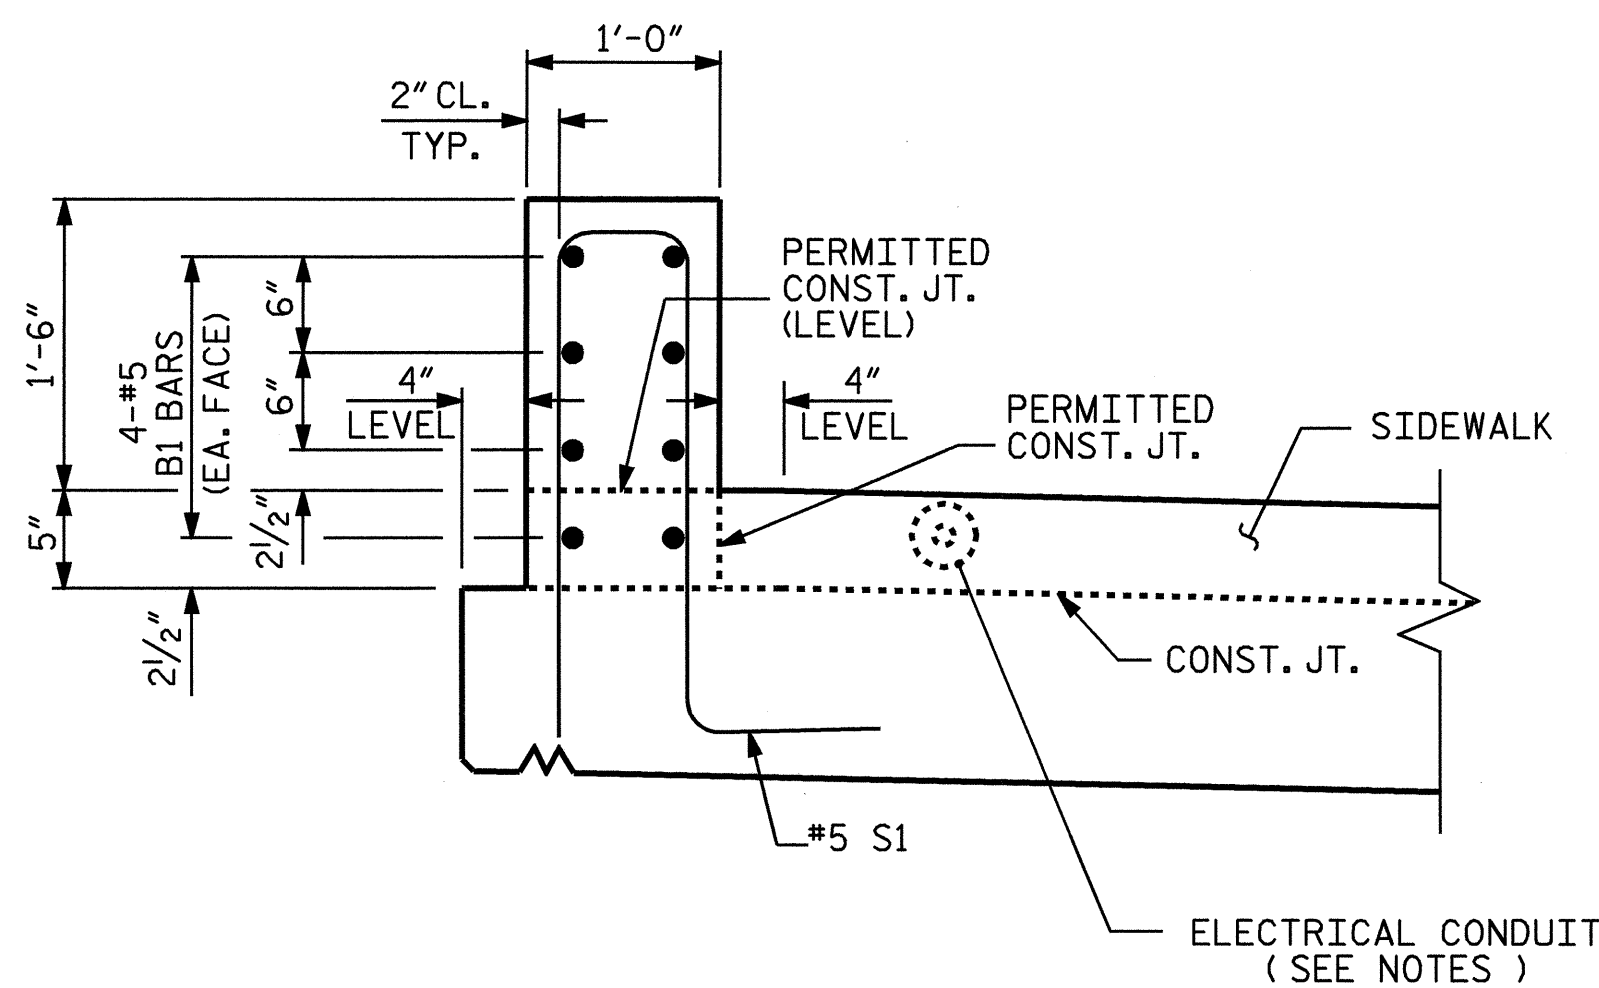 1'-0"
2" CL.
TYP.
PERMITTED
CONST. JT.
(LEVEL)
1'-6"
4-#5
B1 BARS
(EA. FACE)
6"
6"
4"
LEVEL
4"
LEVEL
PERMITTED
CONST. JT.
SIDEWALK
5"
2½"
2½"
CONST. JT.
#5 S1
ELECTRICAL CONDUIT
( SEE NOTES )